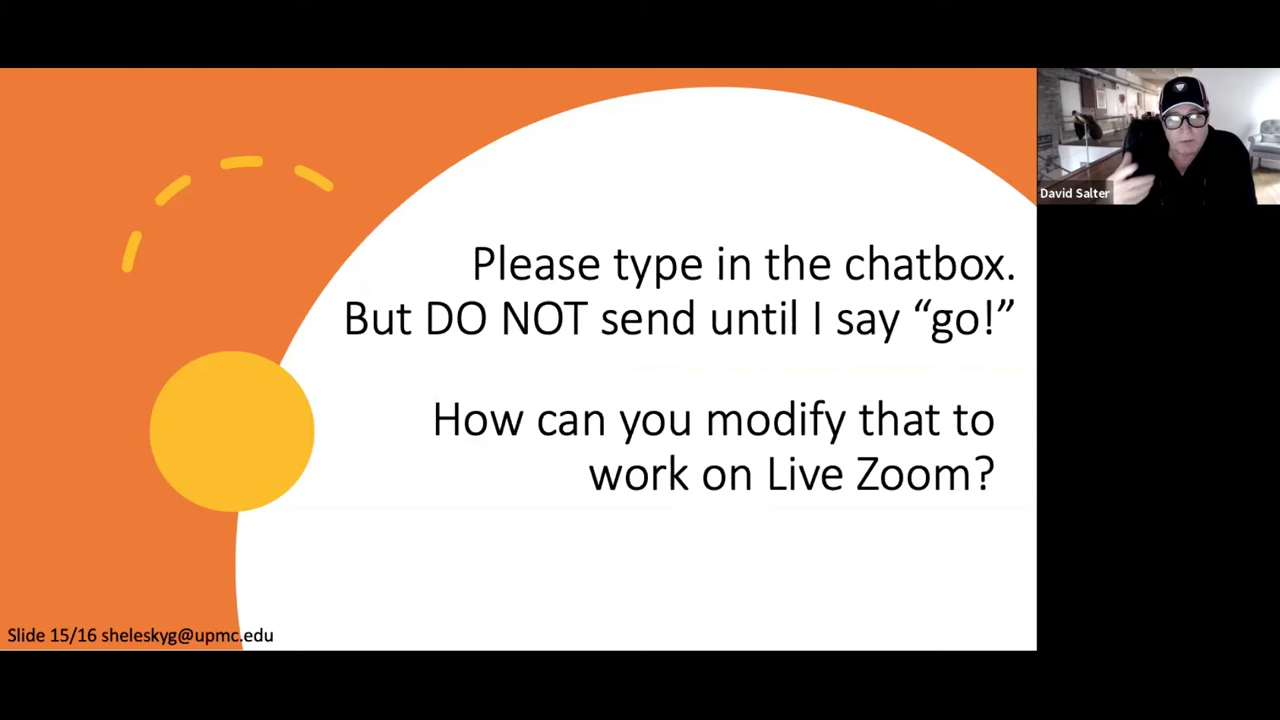 Please type in the chatbox.
But DO NOT send until I say “go!”
How can you modify that to
work on Live Zoom?
Slide 15/16 sheleskyg@upmc.edu
David Salter